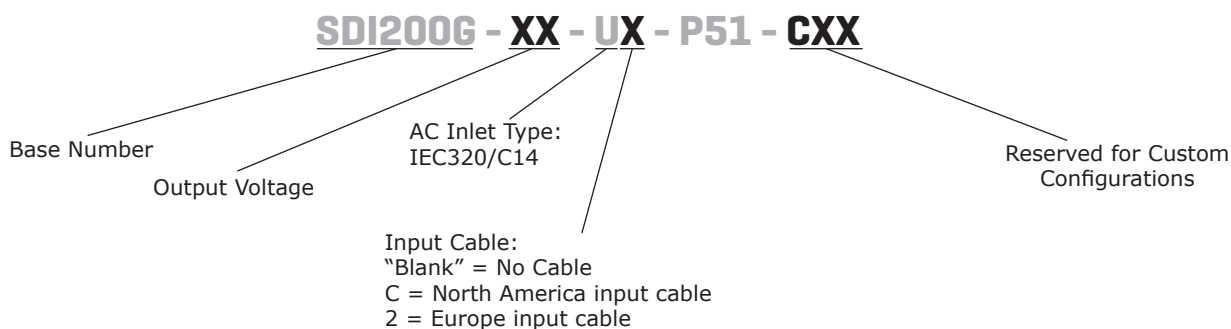 SDI200G - XX - UX - P51 - CXX
Base Number
Output Voltage
AC Inlet Type:
IEC320/C14
Input Cable:
“Blank” = No Cable
C = North America input cable
2 = Europe input cable
Reserved for Custom
Configurations